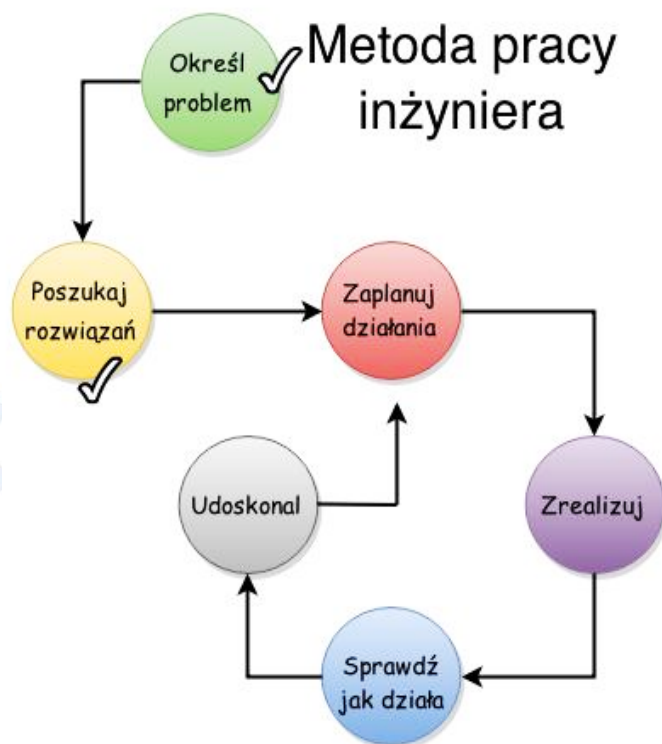 Metoda pracy
inżyniera
Określ
problem
Poszukaj
rozwiązań
Zaplanuj
działania
Zrealizuj
Sprawdź
jak działa
Udoskonal